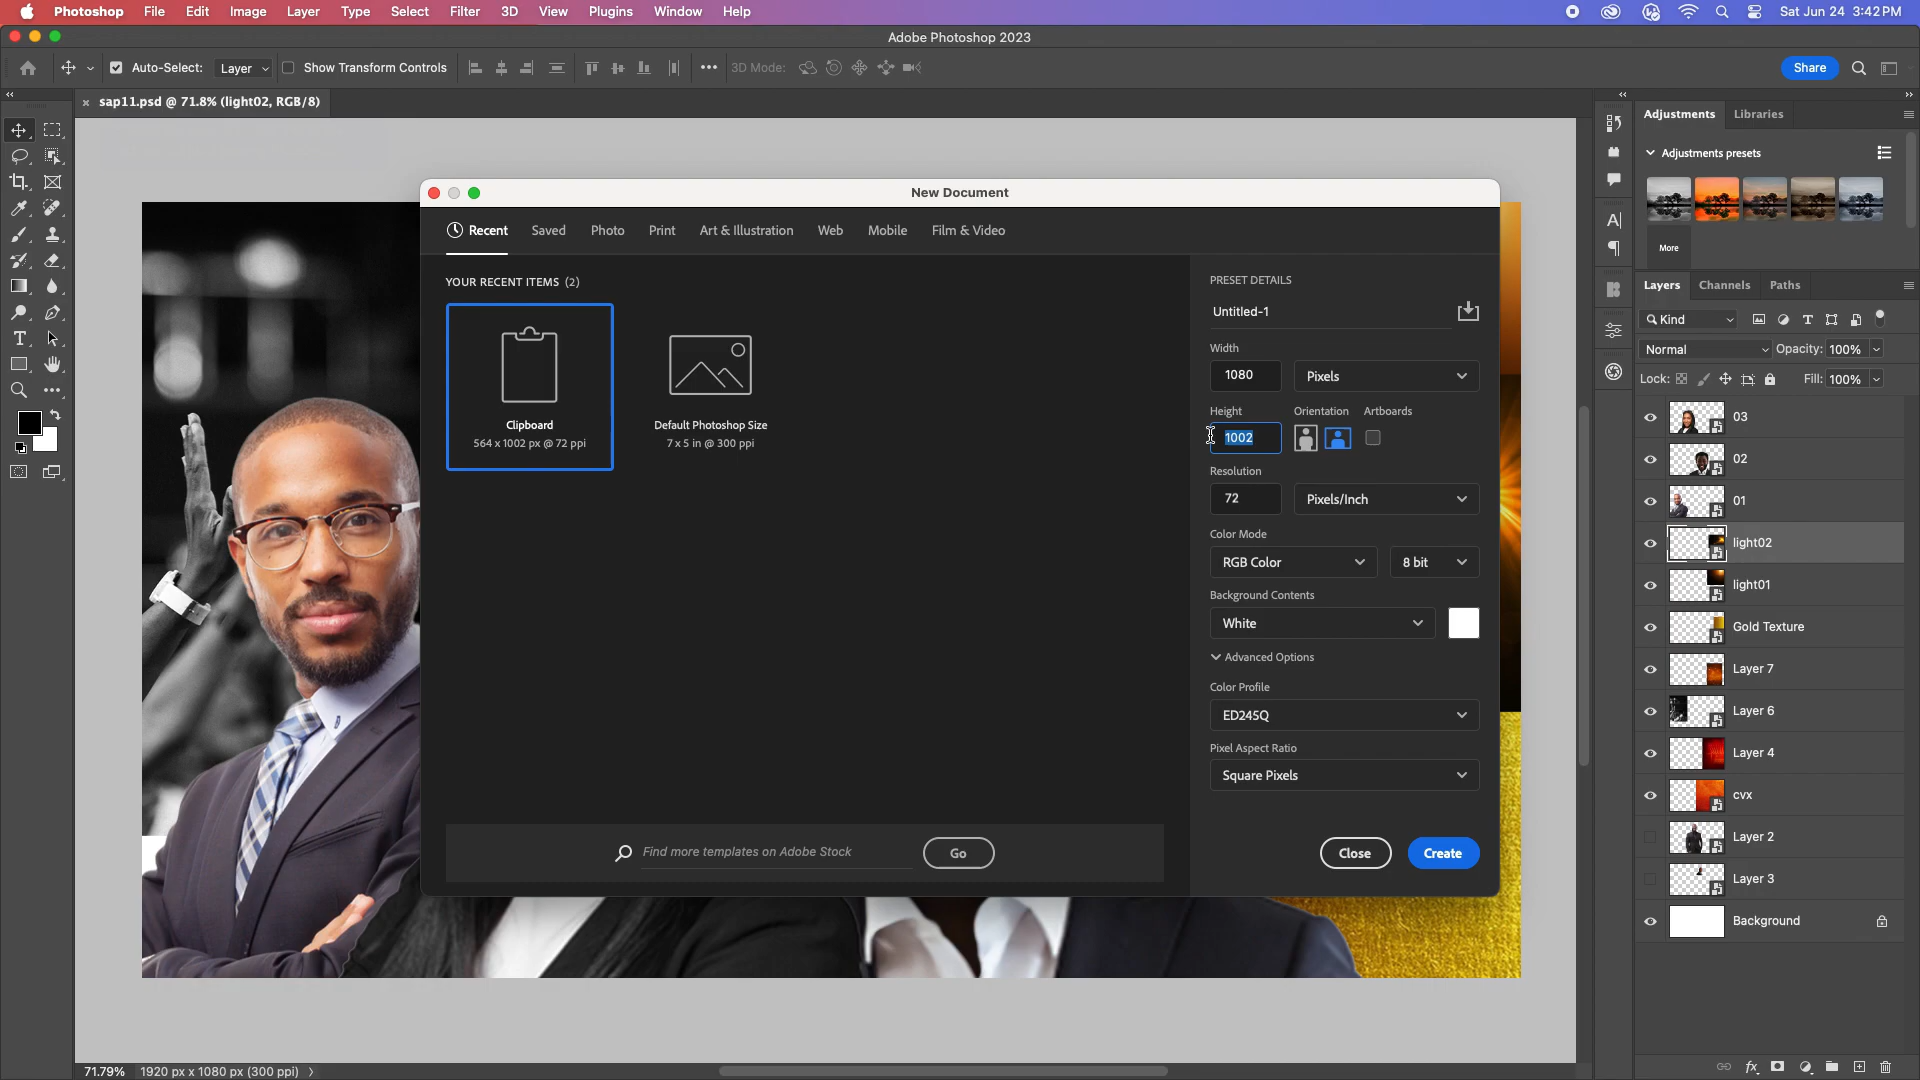 Photoshop File Edit Image Layer Type Select Filter 3D View Plugins Window Help Sat Jun 24 3:42 PM
Adobe Photoshop 2023
Auto-Select: Layer Show Transform Controls ••• 3D Mode: Share
sap11.psd @ 71.8% (light02, RGB/8)
New Document
Recent Saved Photo Print Art & Illustration Web Mobile Film & Video
YOUR RECENT ITEMS (2)
Clipboard
564 x 1002 px @ 72 ppi
Default Photoshop Size
7 x 5 in @ 300 ppi
Find more templates on Adobe Stock Go
PRESET DETAILS
Untitled-1
Width
1080 Pixels
Height Orientation Artboards
1002
Resolution
72 Pixels/Inch
Color Mode
RGB Color 8 bit
Background Contents
White
Advanced Options
Color Profile
ED245Q
Pixel Aspect Ratio
Square Pixels
Close Create
Adjustments Libraries
Adjustments presets
More
Layers Channels Paths
Kind
Normal Opacity: 100%
Lock: Fill: 100%
03
02
01
light02
light01
Gold Texture
Layer 7
Layer 6
Layer 4
cvx
Layer 2
Layer 3
Background
71.79% 1920 px x 1080 px (300 ppi)